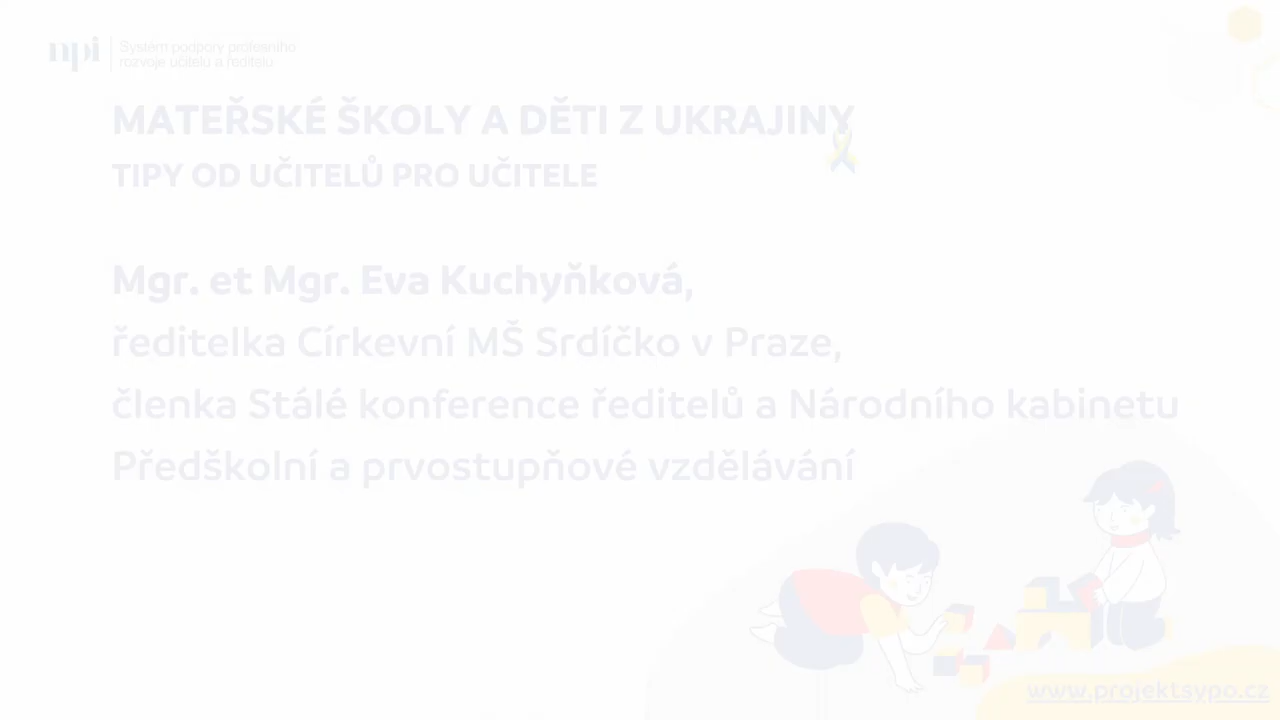 npi
Systém podpory profesního
rozvoje učitelů a ředitelů
MATEŘSKÉ ŠKOLY A DĚTI Z UKRAJINY
TIPY OD UČITELŮ PRO UČITELE
Mgr. et Mgr. Eva Kuchyňková,
ředitelka Církevní MŠ Srdíčko v Praze,
členka Stálé konference ředitelů a Národního kabinetu
Předškolní a prvostupňové vzdělávání
www.projektsypo.cz